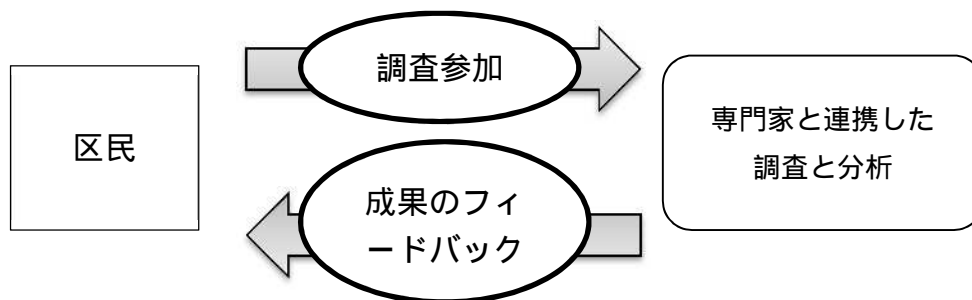 調査参加
区民
専門家と連携した
調査と分析
成果のフィ
ードバック